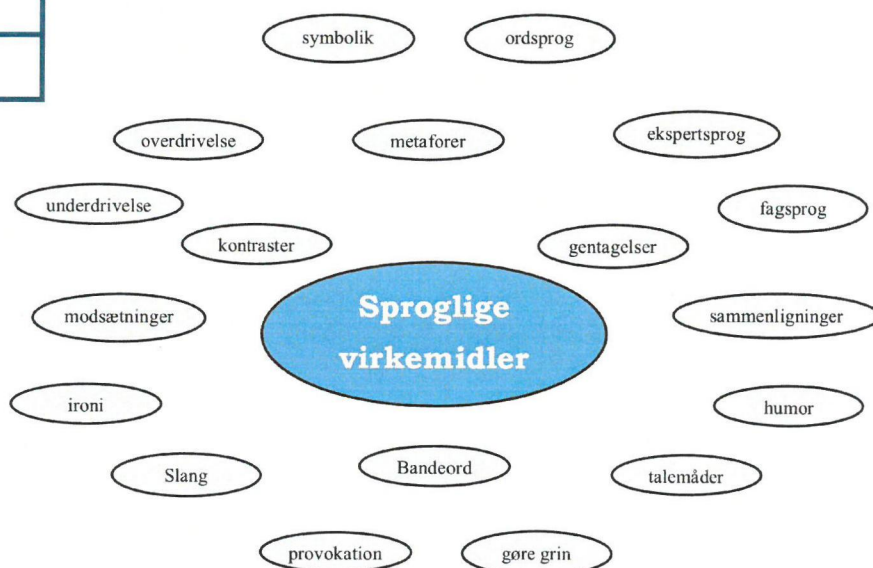 symbolik
ordsprog
overdrivelse
metaforer
ekspertsprog
underdrivelse
fagsprog
kontraster
gentagelser
Sproglige
virkemidler
modsætninger
sammenligninger
ironi
humor
Slang
Bandeord
talemåder
provokation
gøre grin